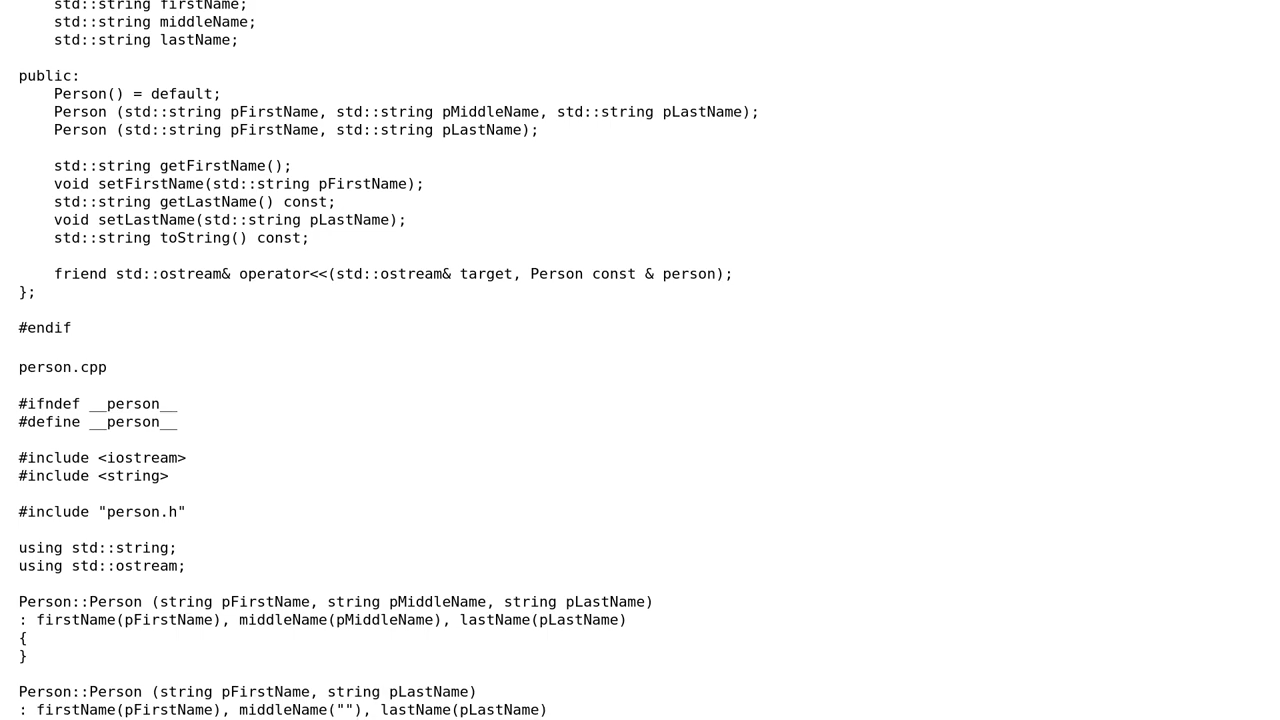 std::string firstName;
std::string middleName;
std::string lastName;
public:
Person() = default;
Person (std::string pFirstName, std::string pMiddleName, std::string pLastName);
Person (std::string pFirstName, std::string pLastName);
std::string getFirstName();
void setFirstName(std::string pFirstName);
std::string getLastName() const;
void setLastName(std::string pLastName);
std::string toString() const;
friend std::ostream& operator<<(std::ostream& target, Person const & person);
};
#endif
person.cpp
#ifndef __person__
#define __person__
#include <iostream>
#include <string>
#include "person.h"
using std::string;
using std::ostream;
Person::Person (string pFirstName, string pMiddleName, string pLastName)
: firstName(pFirstName), middleName(pMiddleName), lastName(pLastName)
{
}
Person::Person (string pFirstName, string pLastName)
: firstName(pFirstName), middleName(""), lastName(pLastName)